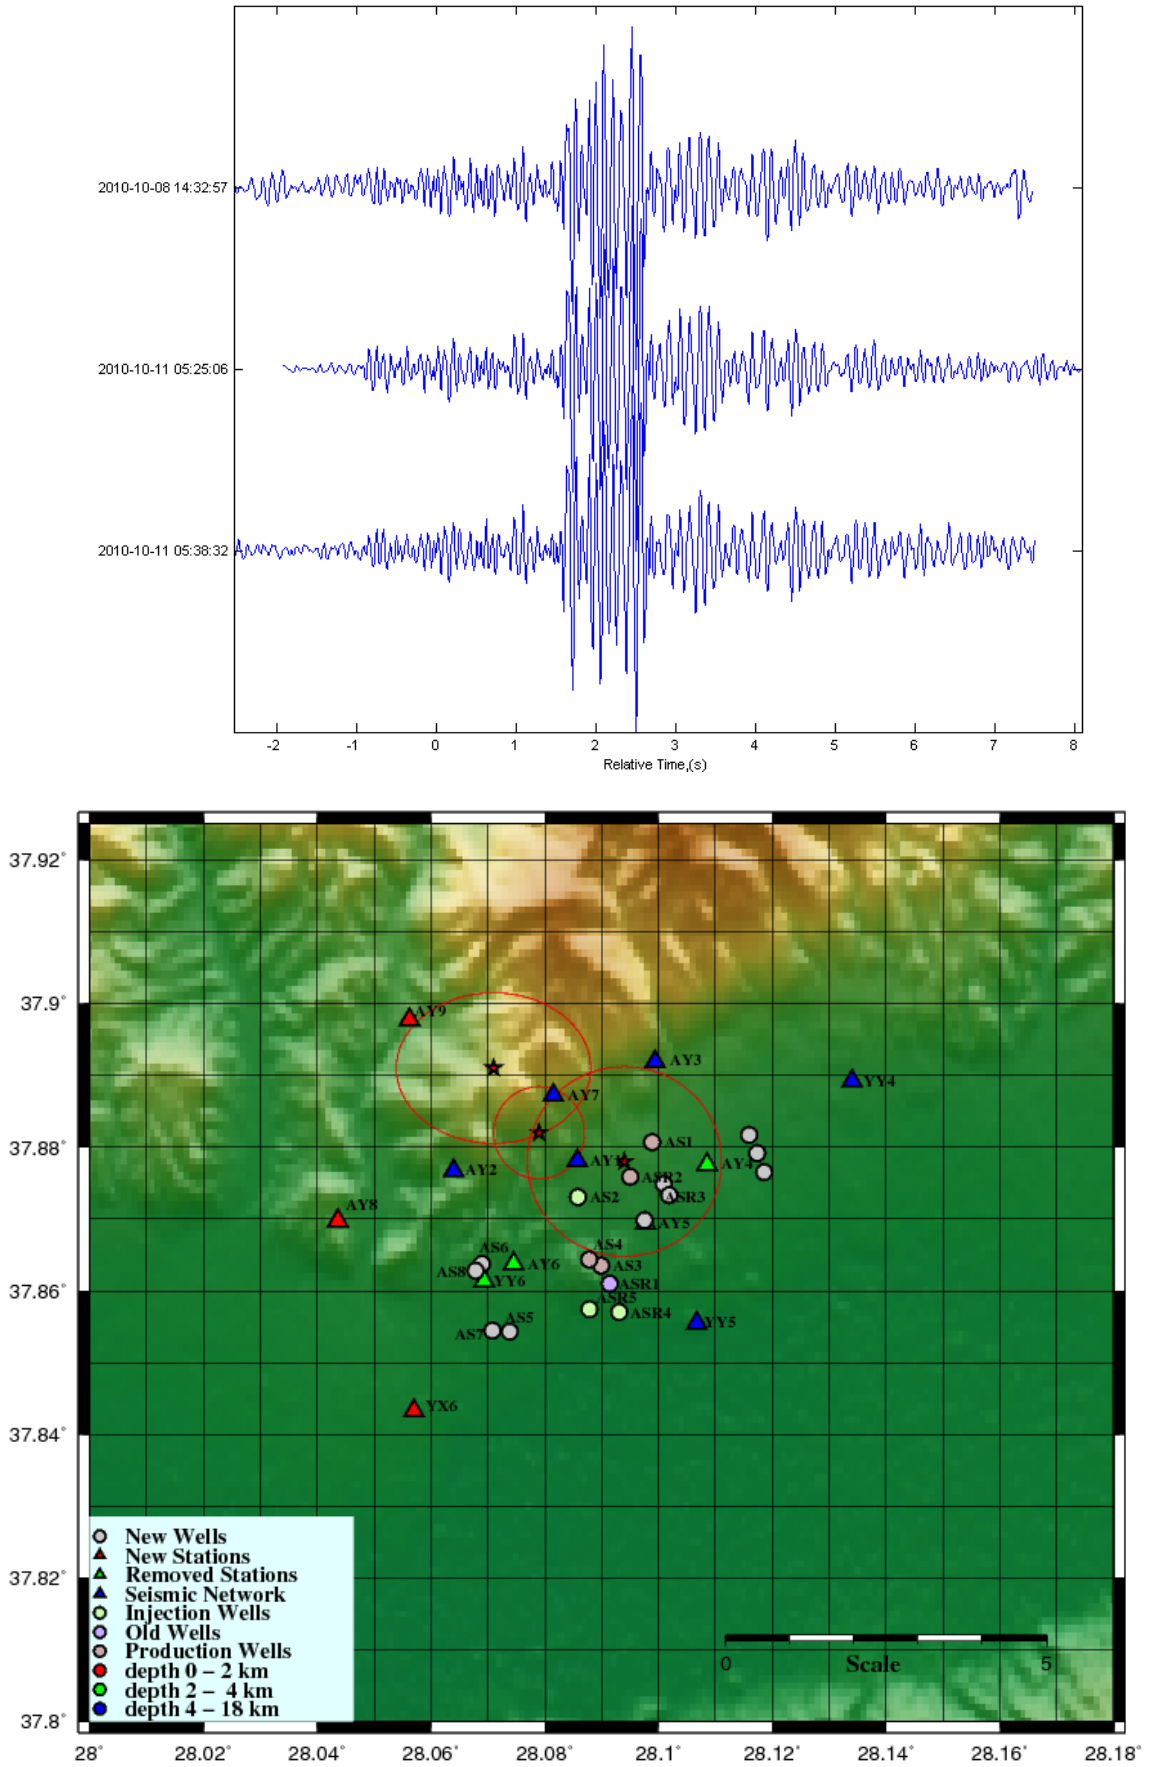 2010-10-08 14:32:57
2010-10-11 05:25:06
2010-10-11 05:38:32
-2 -1 0 1 2 3 4 5 6 7 8
Relative Time,(s)
37.92°
37.9°
AY9
AY3
YY4
AY7
37.88°
AS1
AY1
AY4
AY2
ASR2
AS2
ASR3
AY8
AY5
AS6
AS4
AS8
AY6
AS3
YY6
ASR1
37.86°
ASR5
ASR4
AS5
YY5
AS7
37.84°
YX6
New Wells
New Stations
Removed Stations
37.82°
Seismic Network
Injection Wells
Old Wells
Production Wells
depth 0 – 2 km
depth 2 – 4 km
depth 4 – 18 km
0 Scale 5
37.8°
28° 28.02° 28.04° 28.06° 28.08° 28.1° 28.12° 28.14° 28.16° 28.18°